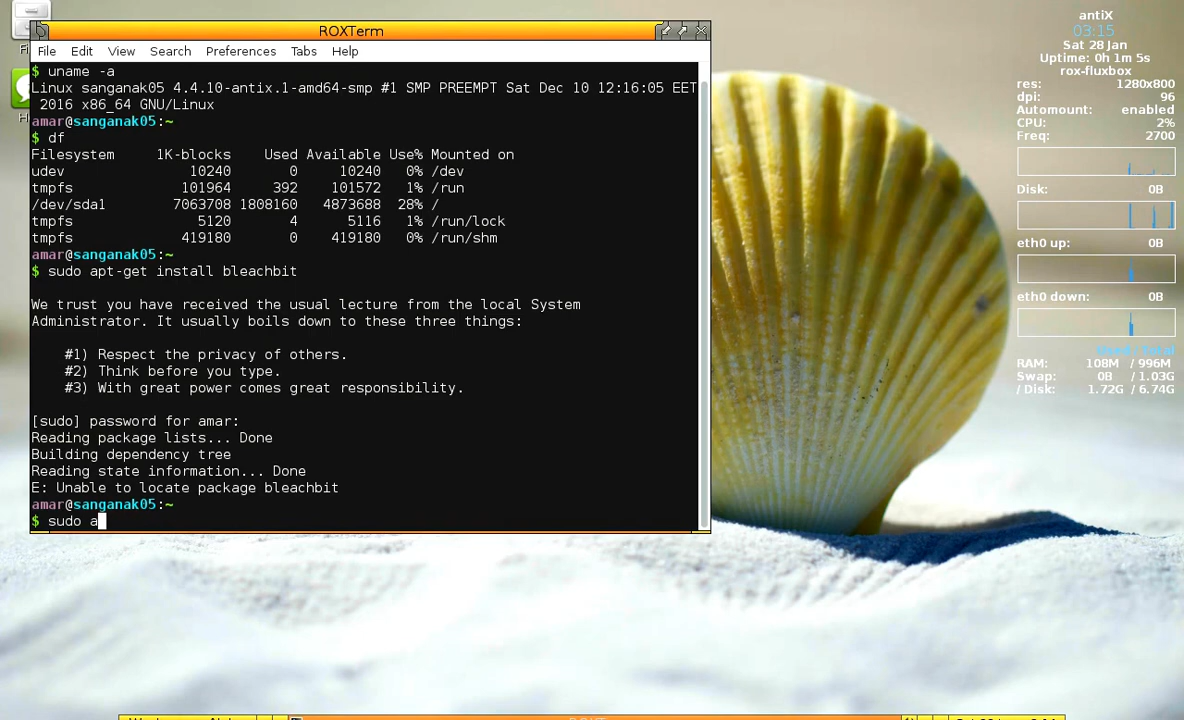 ROXTerm
File Edit View Search Preferences Tabs Help
$ uname -a
Linux sanganak05 4.4.10-antix.1-amd64-smp #1 SMP PREEMPT Sat Dec 10 12:16:05 EET
2016 x86_64 GNU/Linux
amar@sanganak05:~
$ df
Filesystem 1K-blocks Used Available Use% Mounted on
udev 10240 0 10240 0% /dev
tmpfs 101964 392 101572 1% /run
/dev/sda1 7063708 1808160 4873688 28% /
tmpfs 5120 4 5116 1% /run/lock
tmpfs 419180 0 419180 0% /run/shm
amar@sanganak05:~
$ sudo apt-get install bleachbit
We trust you have received the usual lecture from the local System
Administrator. It usually boils down to these three things:
#1) Respect the privacy of others.
#2) Think before you type.
#3) With great power comes great responsibility.
[sudo] password for amar:
Reading package lists... Done
Building dependency tree
Reading state information... Done
E: Unable to locate package bleachbit
amar@sanganak05:~
$ sudo a
antiX
03:15
Sat 28 Jan
Uptime: 0h 1m 5s
rox-fluxbox
res: 1280x800
dpi: 96
Automount: enabled
CPU: 2%
Freq: 2700
Disk: 0B
eth0 up: 0B
eth0 down: 0B
Used / Total
RAM: 108M / 996M
Swap: 0B / 1.03G
/ Disk: 1.72G / 6.74G